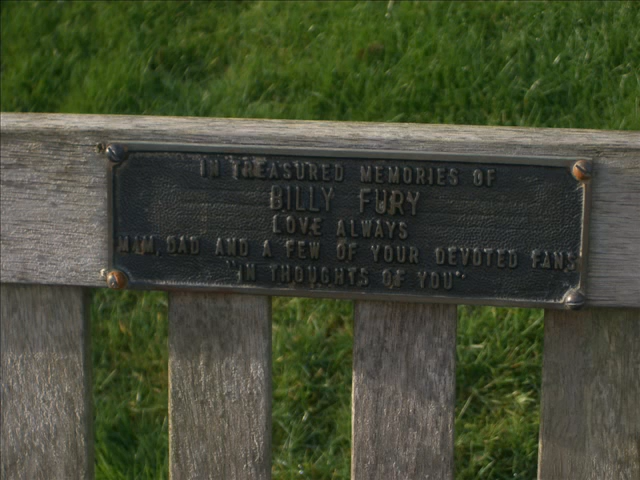 IN TREASURED MEMORIES OF
BILLY FURY
LOVE ALWAYS
MAM, DAD AND A FEW OF YOUR DEVOTED FANS
"IN THOUGHTS OF YOU"